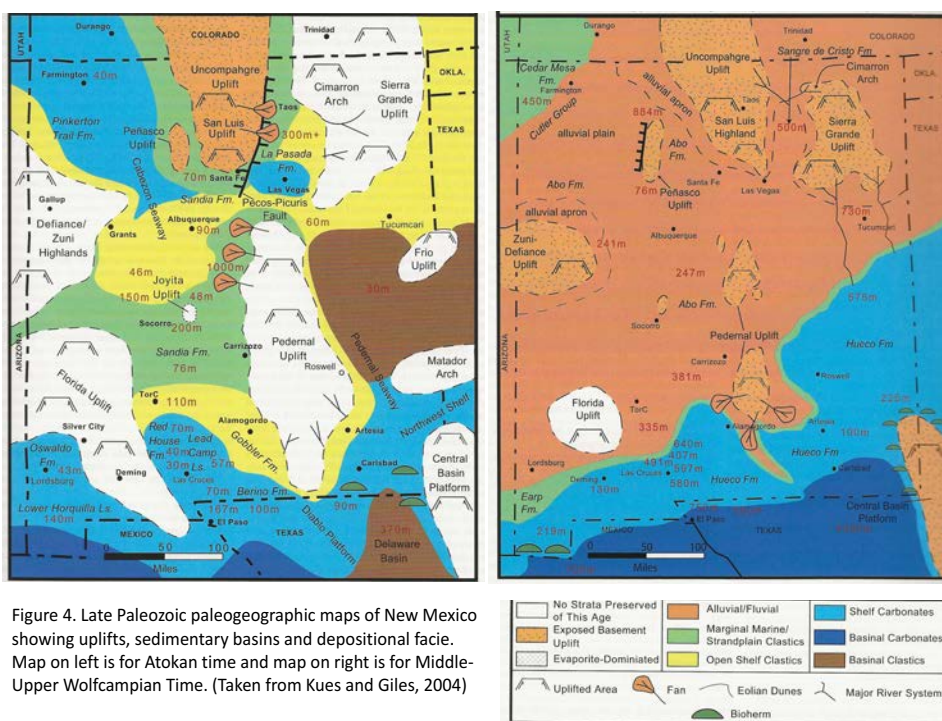 UTAH
Durango
COLORADO
Trinidad
Farmington
40m
Uncompahgre
Uplift
Cimarron
Arch
Sierra
Grande
Uplift
OKLA.
TEXAS
Pinkerton
Trail Fm.
Peñasco
Uplift
San Luis
Uplift
Taos
300m+
La Pasada
Fm.
70m
Santa Fe
Las Vegas
Cabezon Seaway
Sandia Fm.
Pecos-Picuris
Fault
60m
Gallup
Defiance/
Zuni
Highlands
Grants
Albuquerque
90m
Tucumcari
Frio
Uplift
46m
1000m
30m
Joyita
Uplift
150m
48m
Socorro
200m
Pedernal
Uplift
Sandia Fm.
Carrizozo
Roswell
Pedernal Seaway
Matador
Arch
ARIZONA
76m
Florida Uplift
TorC
110m
Northwest Shelf
Silver City
Red
House
Fm.
70m
40m
30m
Lead
Camp
Ls.
57m
Alamogordo
Gobbler Fm.
Artesia
Oswaldo
Fm.
43m
Lordsburg
Deming
Las Cruces
Carlsbad
Central
Basin
Platform
70m
Berino Fm.
Lower Horquilla Ls.
140m
167m
100m
90m
El Paso
MEXICO
TEXAS
Diablo Platform
370m
Delaware
Basin
0
50
100
Miles
UTAH
Durango
Trinidad
COLORADO
Sangre de Cristo Fm.
Cedar Mesa
Fm.
Farmington
450m
Cutler Group
Uncompahgre
Uplift
Cimarron
Arch
alluvial apron
alluvial plain
884m
Taos
San Luis
Highland
500m
Sierra
Grande
Uplift
OKLA.
TEXAS
Abo
Fm.
Santa Fe
Las Vegas
Abo Fm.
76m
Peñasco
Uplift
730m
Tucumcari
alluvial apron
Zuni-
Defiance
Uplift
241m
Albuquerque
247m
575m
Abo Fm.
Socorro
Hueco Fm.
Pedernal Uplift
ARIZONA
Carrizozo
381m
Roswell
Florida
Uplift
TorC
335m
225m
Alamogordo
Artesia
190m
640m
407m
491m
597m
580m
Hueco Fm.
Lordsburg
Deming
130m
Las Cruces
Hueco Fm.
Carlsbad
Earp
Fm.
Central Basin
Platform
219m
MEXICO
El Paso
TEXAS
0
50
100
Miles
Figure 4. Late Paleozoic paleogeographic maps of New Mexico
showing uplifts, sedimentary basins and depositional facie.
Map on left is for Atokan time and map on right is for Middle-
Upper Wolfcampian Time. (Taken from Kues and Giles, 2004)
No Strata Preserved
of This Age
Alluvial/Fluvial
Shelf Carbonates
Exposed Basement
Uplift
Marginal Marine/
Strandplain Clastics
Basinal Carbonates
Evaporite-Dominated
Open Shelf Clastics
Basinal Clastics
Uplifted Area
Fan
Eolian Dunes
Major River System
Bioherm